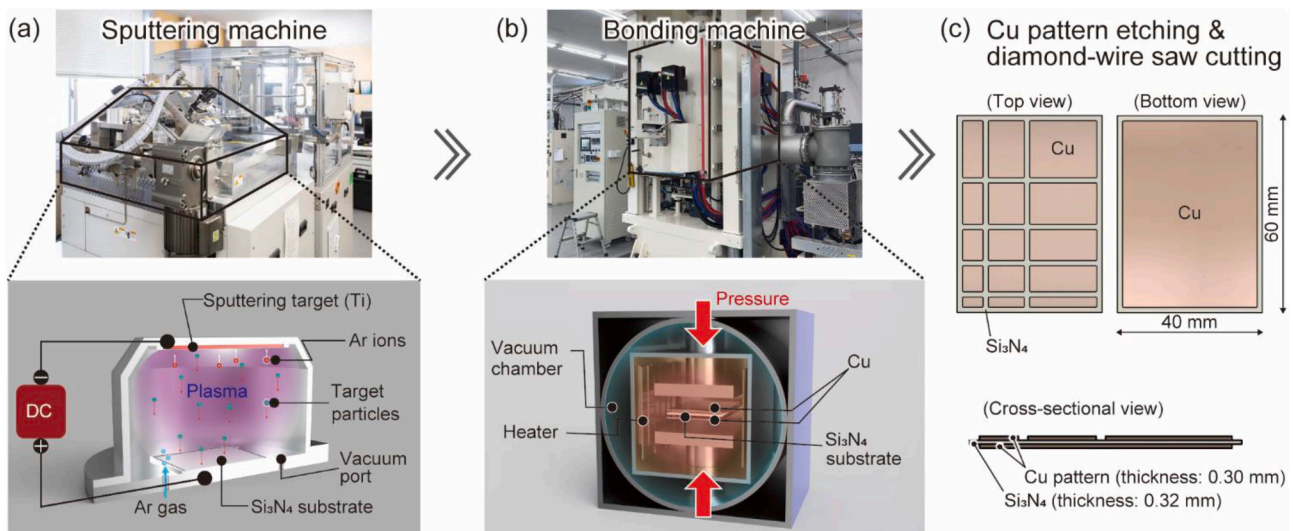 (a)
Sputtering machine
Sputtering target (Ti)
Ar ions
−
Plasma
DC
Target
particles
+
Vacuum
port
Ar gas
Si₃N₄ substrate
(b)
Bonding machine
Pressure
Vacuum
chamber
Cu
Heater
Si₃N₄
substrate
(c)
Cu pattern etching &
diamond-wire saw cutting
(Top view)
(Bottom view)
Cu
Cu
60 mm
40 mm
Si₃N₄
(Cross-sectional view)
Cu pattern (thickness: 0.30 mm)
Si₃N₄ (thickness: 0.32 mm)